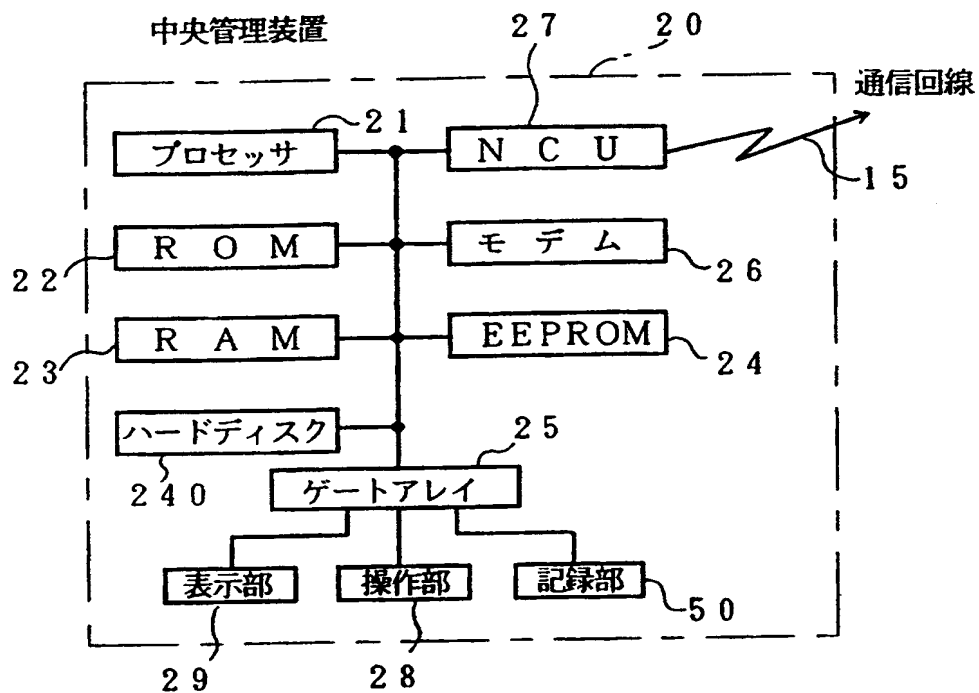 中央管理装置
27
20
通信回線
21
プロセッサ
NCU
15
ROM
モデム
22
26
RAM
EEPROM
23
24
ハードディスク
25
240
ゲートアレイ
表示部
操作部
記録部
50
29
28